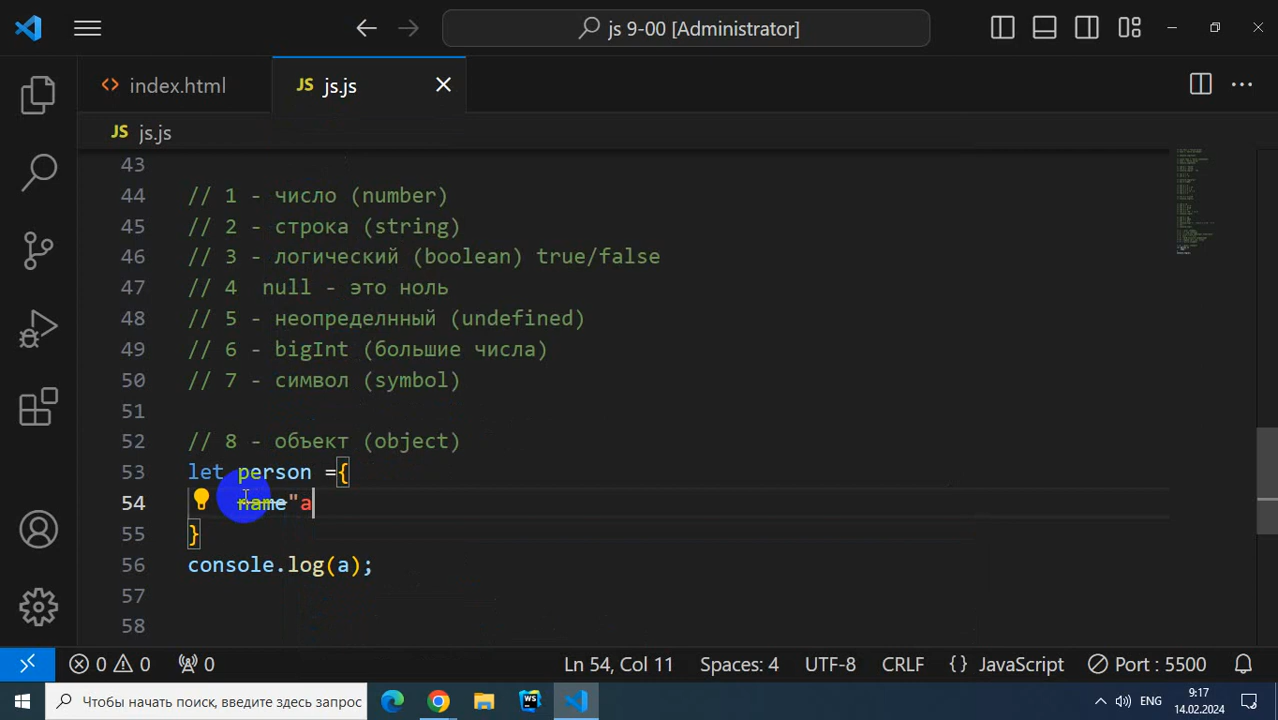 js 9-00 [Administrator]
index.html
JS js.js
JS js.js
43
44 // 1 - число (number)
45 // 2 - строка (string)
46 // 3 - логический (boolean) true/false
47 // 4  null - это ноль
48 // 5 - неопределнный (undefined)
49 // 6 - bigInt (большие числа)
50 // 7 - символ (symbol)
51
52 // 8 - объект (object)
53 let person ={
54 name"a
55 }
56 console.log(a);
57
58
0 0 0 Ln 54, Col 11 Spaces: 4 UTF-8 CRLF {} JavaScript Port : 5500
Чтобы начать поиск, введите здесь запрос
WS
ENG
9:17
14.02.2024